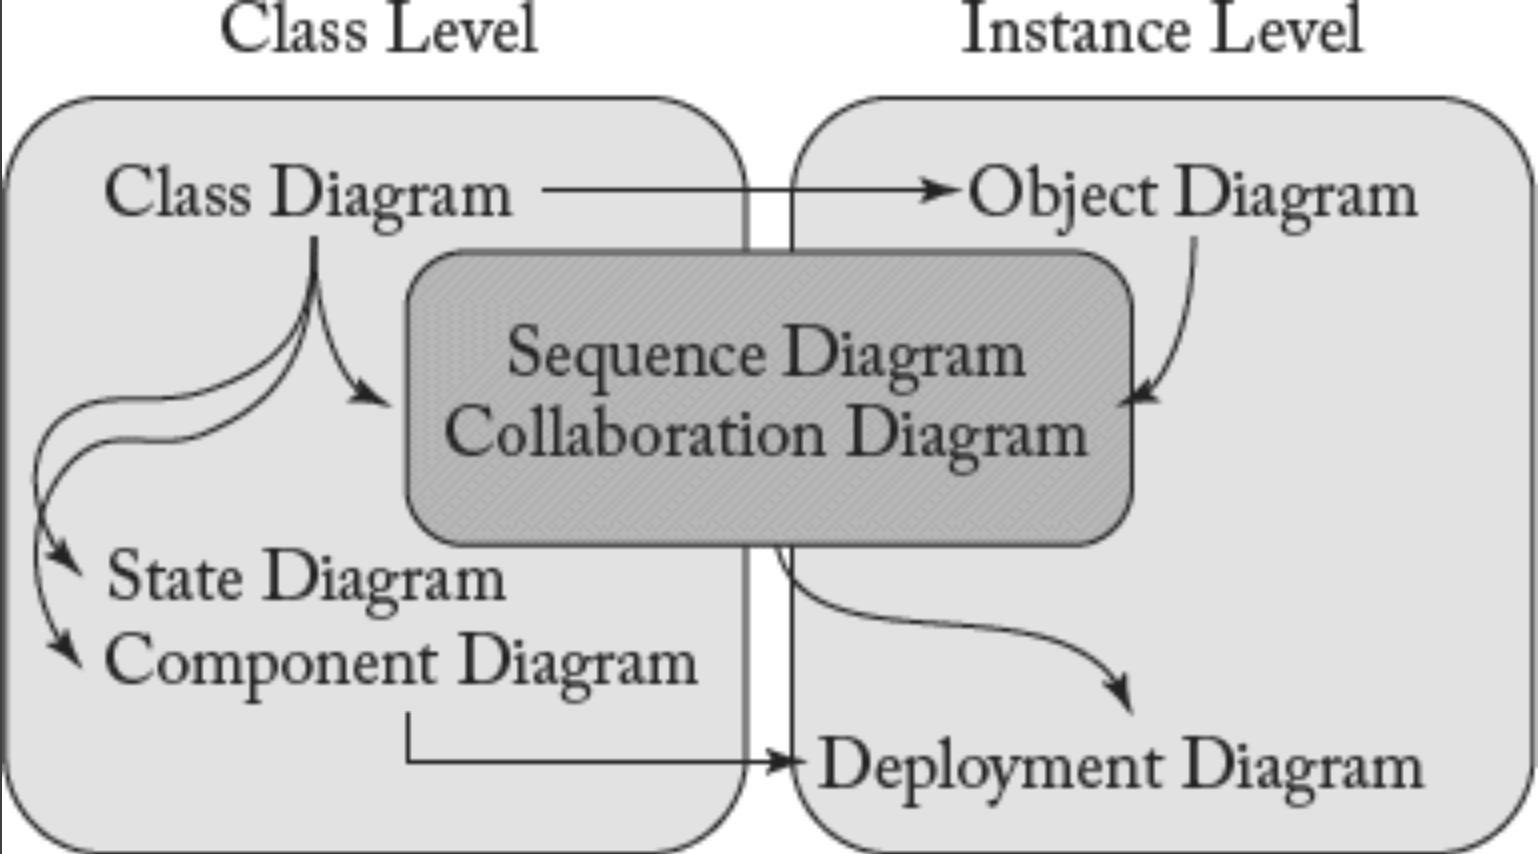 Class Level
Instance Level
Class Diagram
Object Diagram
Sequence Diagram
Collaboration Diagram
State Diagram
Component Diagram
Deployment Diagram